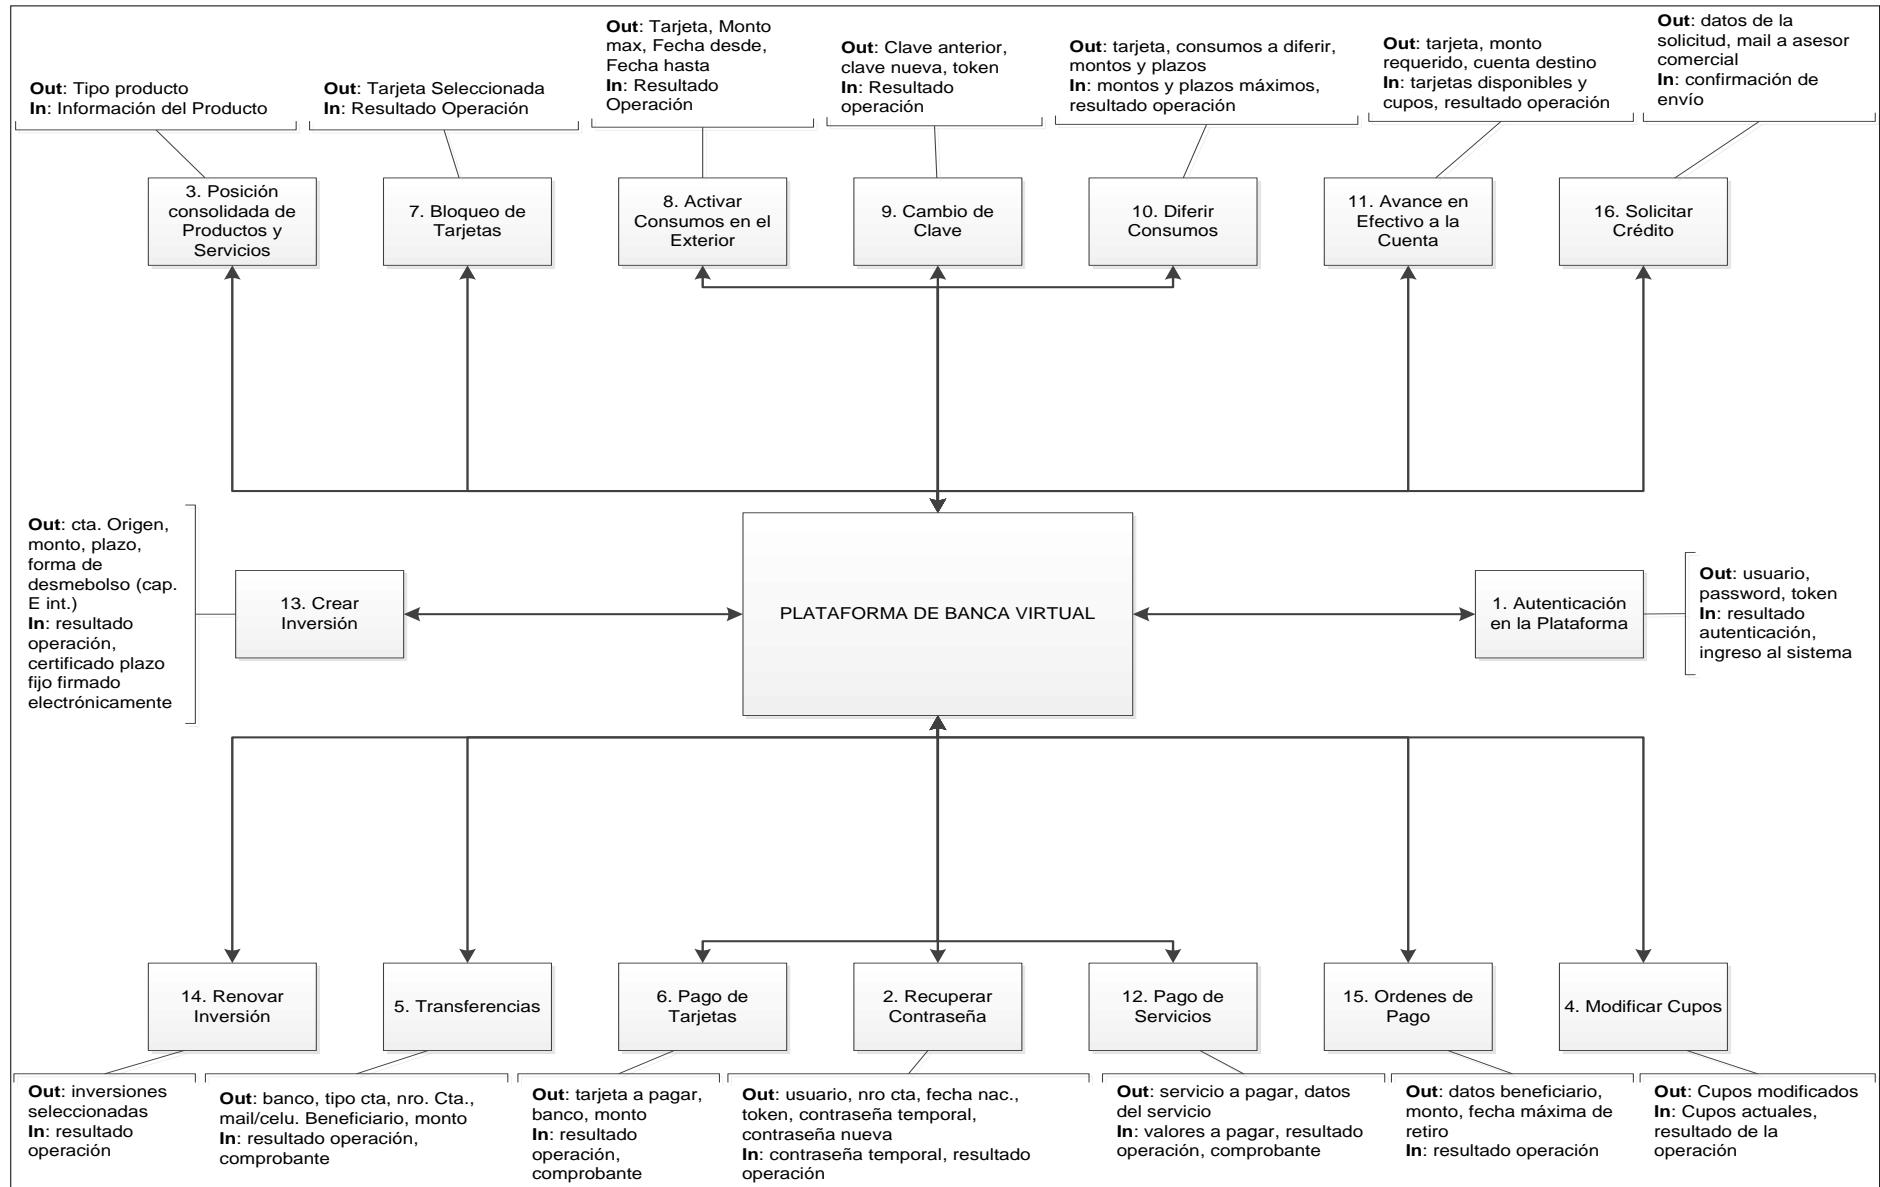 Out: Tipo producto
In: Información del Producto
Out: Tarjeta Seleccionada
In: Resultado Operación
Out: Tarjeta, Monto
max, Fecha desde,
Fecha hasta
In: Resultado
Operación
Out: Clave anterior,
clave nueva, token
In: Resultado
operación
Out: tarjeta, consumos a diferir,
montos y plazos
In: montos y plazos máximos,
resultado operación
Out: tarjeta, monto
requerido, cuenta destino
In: tarjetas disponibles y
cupos, resultado operación
Out: datos de la
solicitud, mail a asesor
comercial
In: confirmación de
envío
3. Posición
consolidada de
Productos y
Servicios
7. Bloqueo de
Tarjetas
8. Activar
Consumos en el
Exterior
9. Cambio de
Clave
10. Diferir
Consumos
11. Avance en
Efectivo a la
Cuenta
16. Solicitar
Crédito
Out: cta. Origen,
monto, plazo,
forma de
desmebolso (cap.
E int.)
In: resultado
operación,
certificado plazo
fijo firmado
electrónicamente
13. Crear
Inversión
PLATAFORMA DE BANCA VIRTUAL
1. Autenticación
en la Plataforma
Out: usuario,
password, token
In: resultado
autenticación,
ingreso al sistema
14. Renovar
Inversión
5. Transferencias
6. Pago de
Tarjetas
2. Recuperar
Contraseña
12. Pago de
Servicios
15. Ordenes de
Pago
4. Modificar Cupos
Out: inversiones
seleccionadas
In: resultado
operación
Out: banco, tipo cta, nro. Cta.,
mail/celu. Beneficiario, monto
In: resultado operación,
comprobante
Out: tarjeta a pagar,
banco, monto
In: resultado
operación,
comprobante
Out: usuario, nro cta, fecha nac.,
token, contraseña temporal,
contraseña nueva
In: contraseña temporal, resultado
operación
Out: servicio a pagar, datos
del servicio
In: valores a pagar, resultado
operación, comprobante
Out: datos beneficiario,
monto, fecha máxima de
retiro
In: resultado operación
Out: Cupos modificados
In: Cupos actuales,
resultado de la
operación